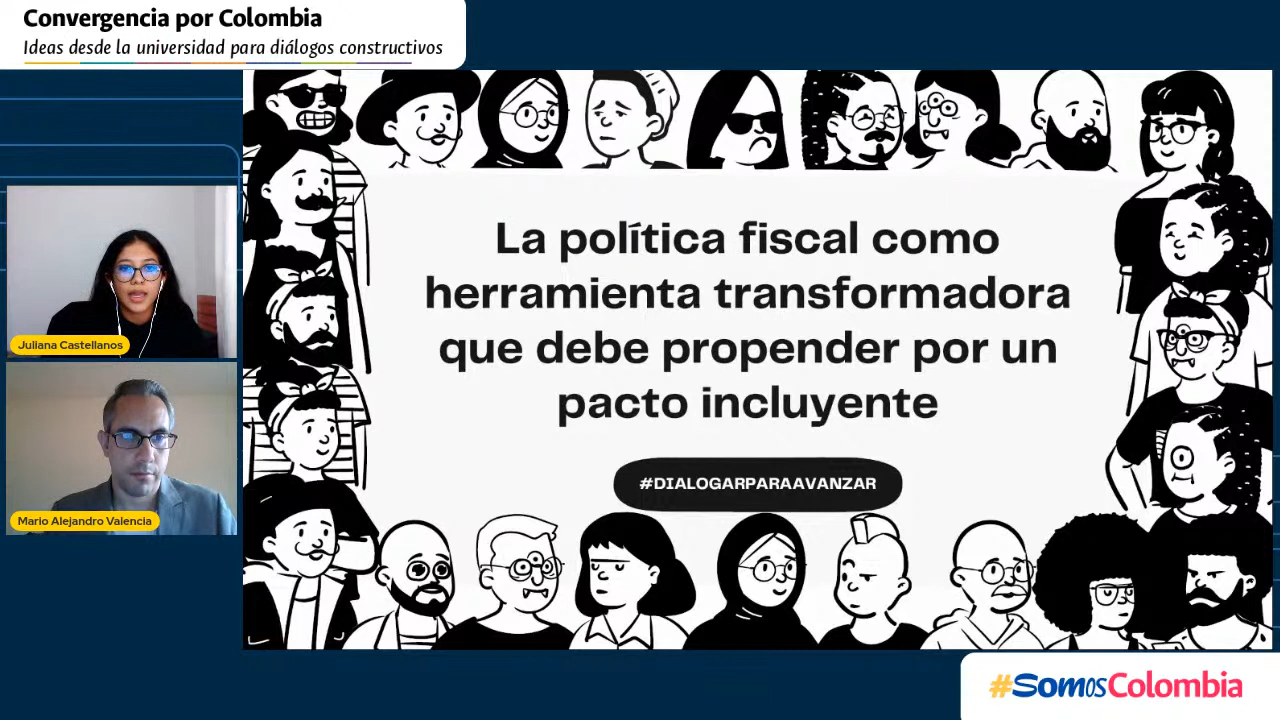 Convergencia por Colombia
Ideas desde la universidad para diálogos constructivos
Juliana Castellanos
Mario Alejandro Valencia
La política fiscal como
herramienta transformadora
que debe propender por un
pacto incluyente
#DIALOGARPARAAVANZAR
#SomosColombia